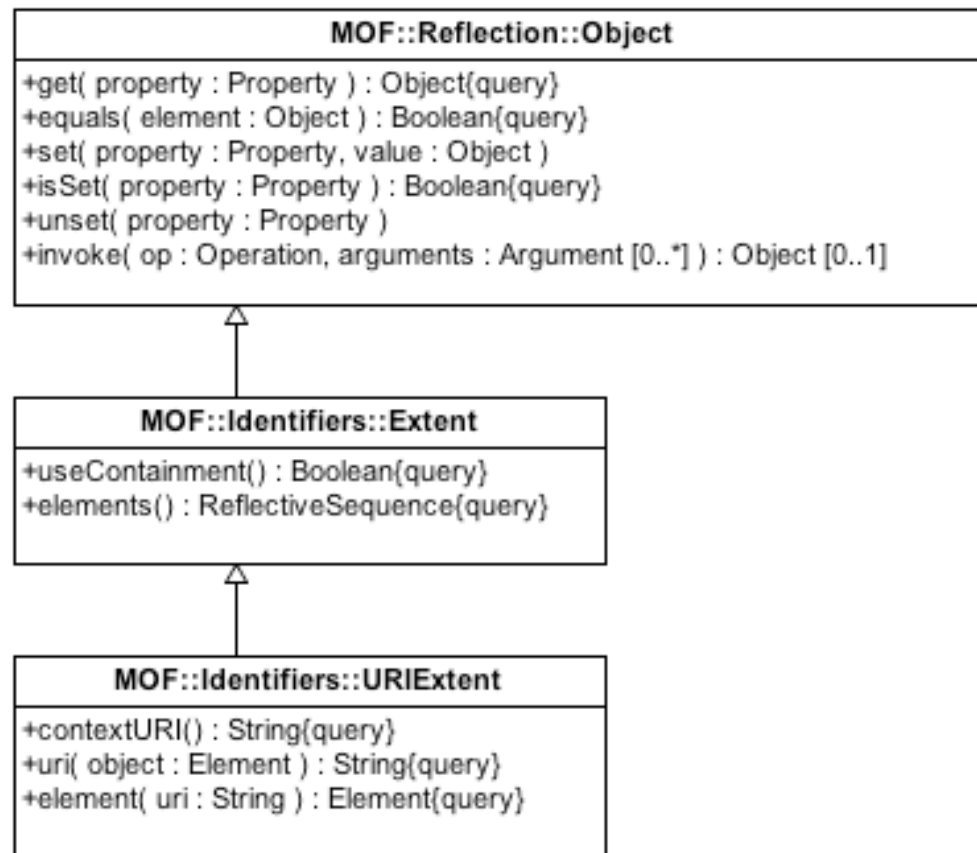 MOF::Reflection::Object
+get( property : Property ) : Object{query}
+equals( element : Object ) : Boolean{query}
+set( property : Property, value : Object )
+isSet( property : Property ) : Boolean{query}
+unset( property : Property )
+invoke( op : Operation, arguments : Argument [0..*] ) : Object [0..1]
MOF::Identifiers::Extent
+useContainment() : Boolean{query}
+elements() : ReflectiveSequence{query}
MOF::Identifiers::URIExtent
+contextURI() : String{query}
+uri( object : Element ) : String{query}
+element( uri : String ) : Element{query}